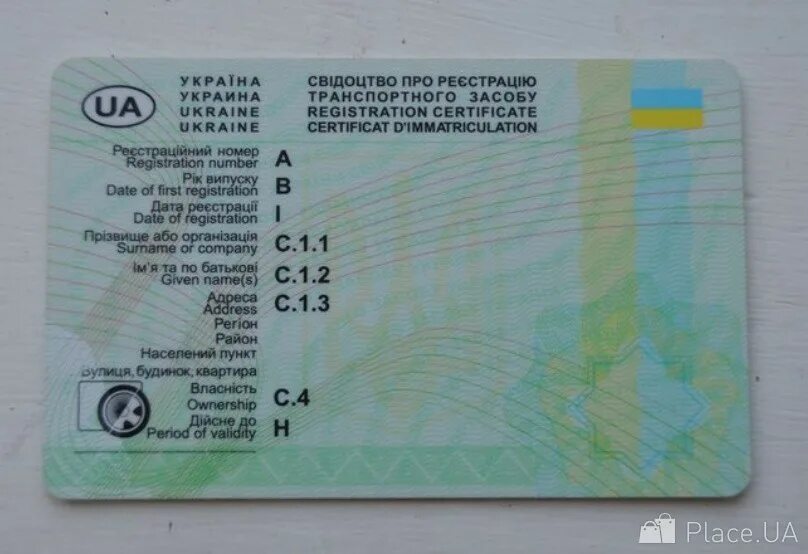 UA
УКРАЇНА СВІДОЦТВО ПРО РЕЄСТРАЦІЮ
УКРАИНА ТРАНСПОРТНОГО ЗАСОБУ
UKRAINE REGISTRATION CERTIFICATE
UKRAINE CERTIFICAT D'IMMATRICULATION
Реєстраційний номер
Registration number A
Рік випуску
Date of first registration B
Дата реєстрації
Date of registration I
Прізвище або організація
Surname or company C.1.1
Ім'я та по батькові
Given name(s) C.1.2
Адреса
Address C.1.3
Регіон
Район
Населений пункт
Вулиця, будинок, квартира
Власність
Ownership C.4
Дійсне до
Period of validity H
Place.UA